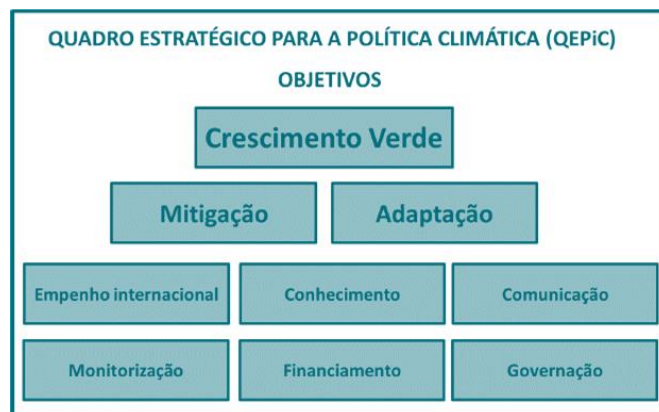 QUADRO ESTRATÉGICO PARA A POLÍTICA CLIMÁTICA (QEPiC)
OBJETIVOS
Crescimento Verde
Mitigação
Adaptação
Empenho internacional
Conhecimento
Comunicação
Monitorização
Financiamento
Governação